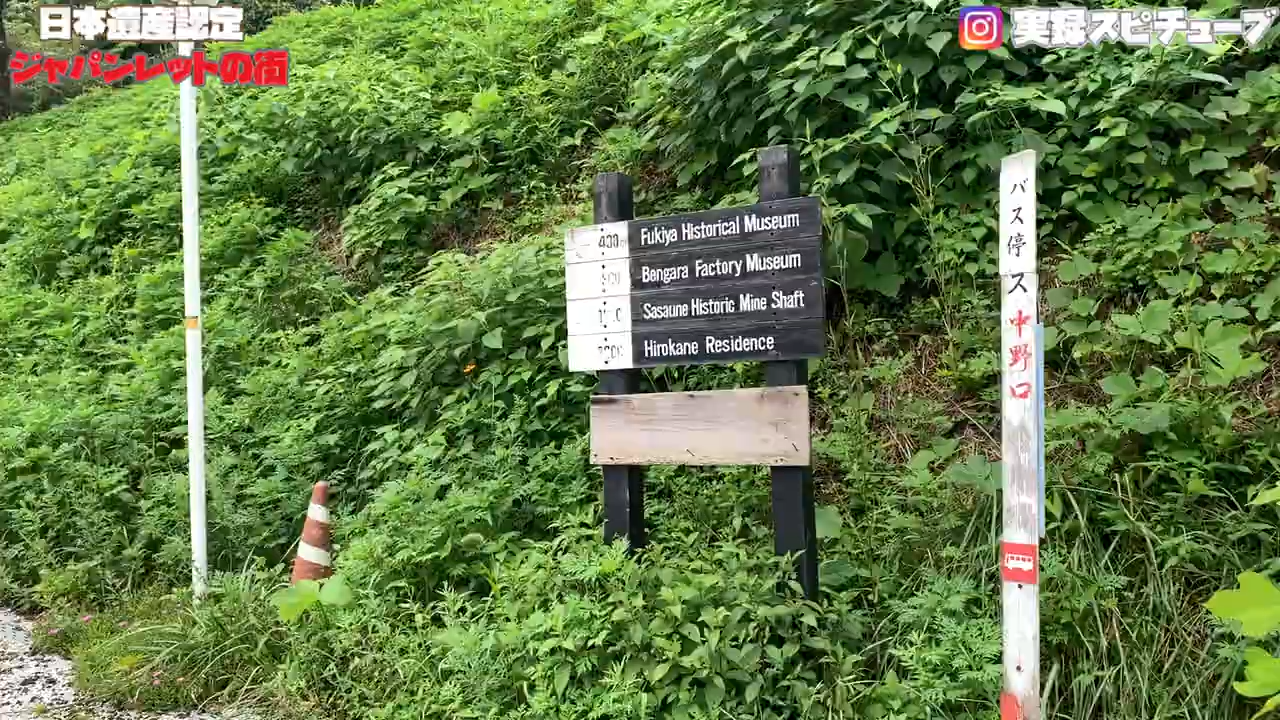 日本遺産認定
ジャパンレッドの街
実録スピチューブ
400m Fukiya Historical Museum
Bengara Factory Museum
Sasaune Historic Mine Shaft
Hirokane Residence
バス停
中野口